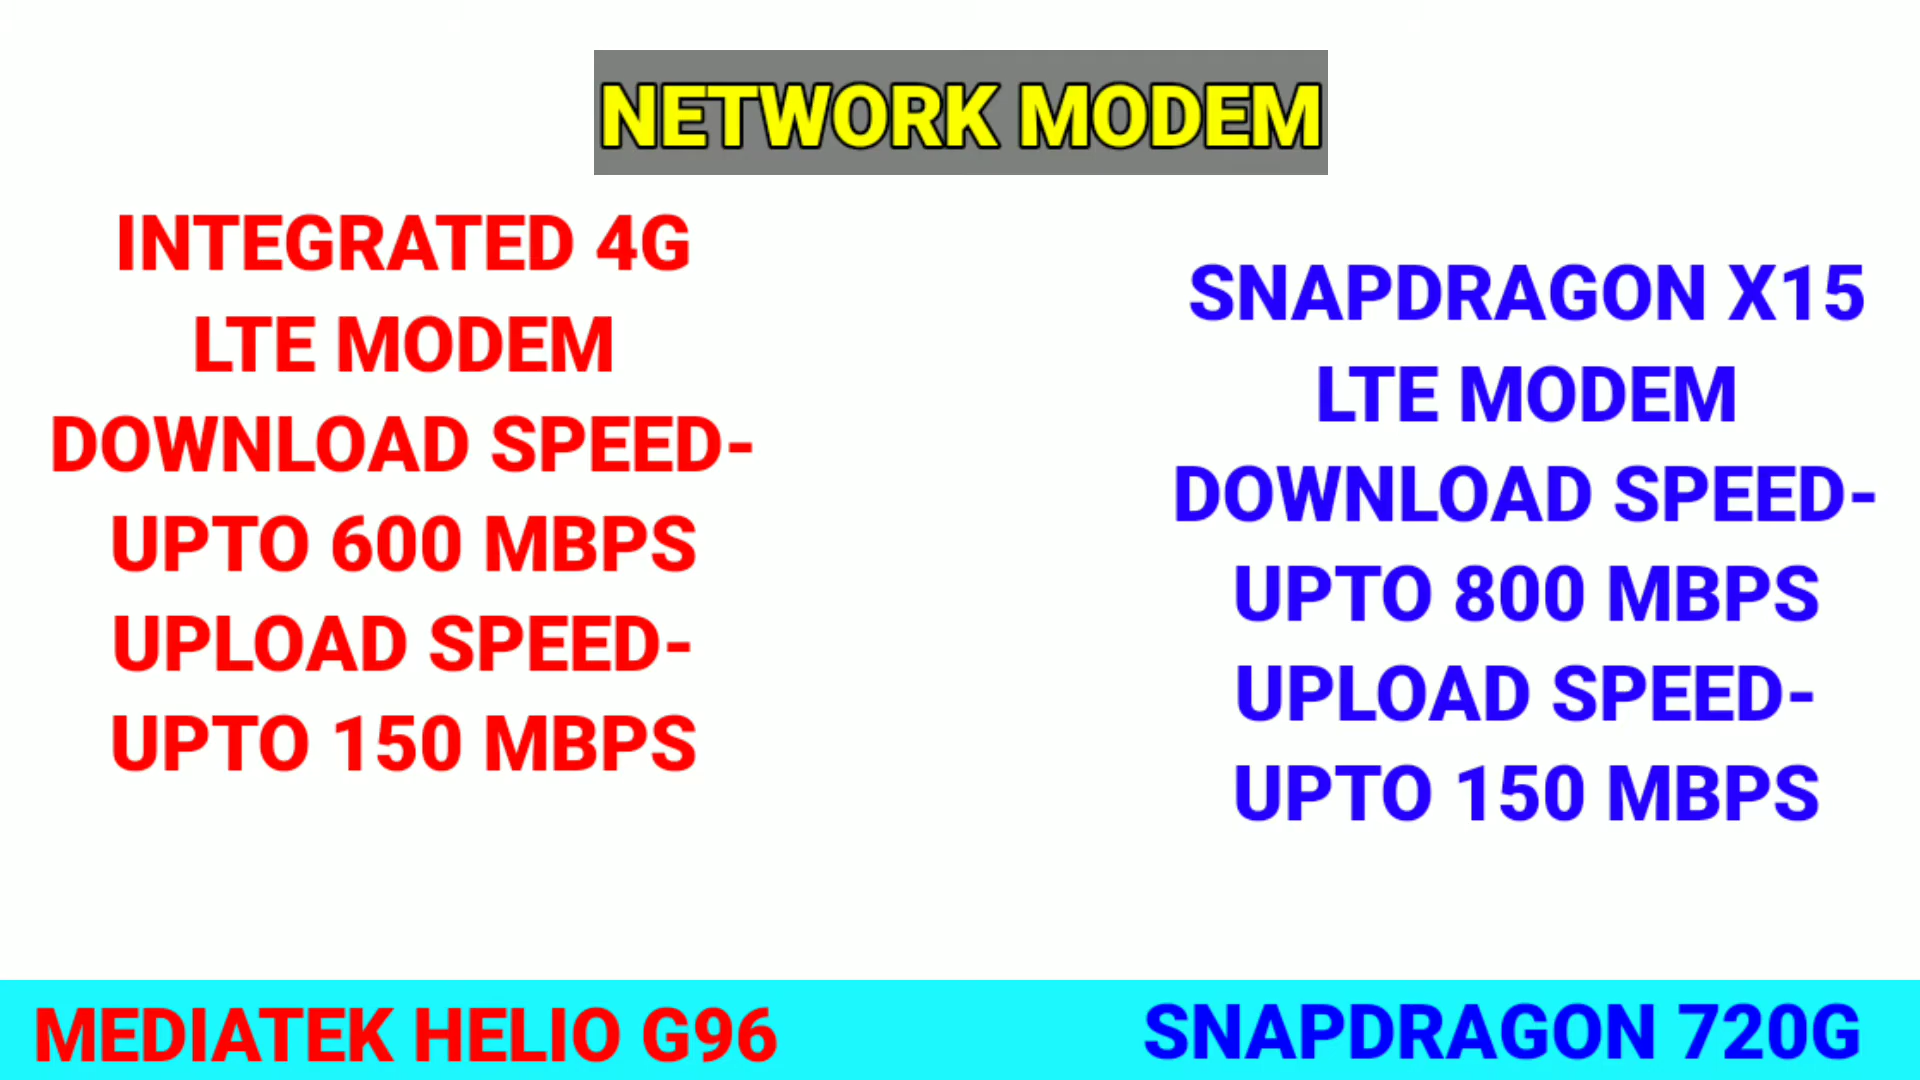 NETWORK MODEM
INTEGRATED 4G
LTE MODEM
DOWNLOAD SPEED-
UPTO 600 MBPS
UPLOAD SPEED-
UPTO 150 MBPS
SNAPDRAGON X15
LTE MODEM
DOWNLOAD SPEED-
UPTO 800 MBPS
UPLOAD SPEED-
UPTO 150 MBPS
MEDIATEK HELIO G96
SNAPDRAGON 720G